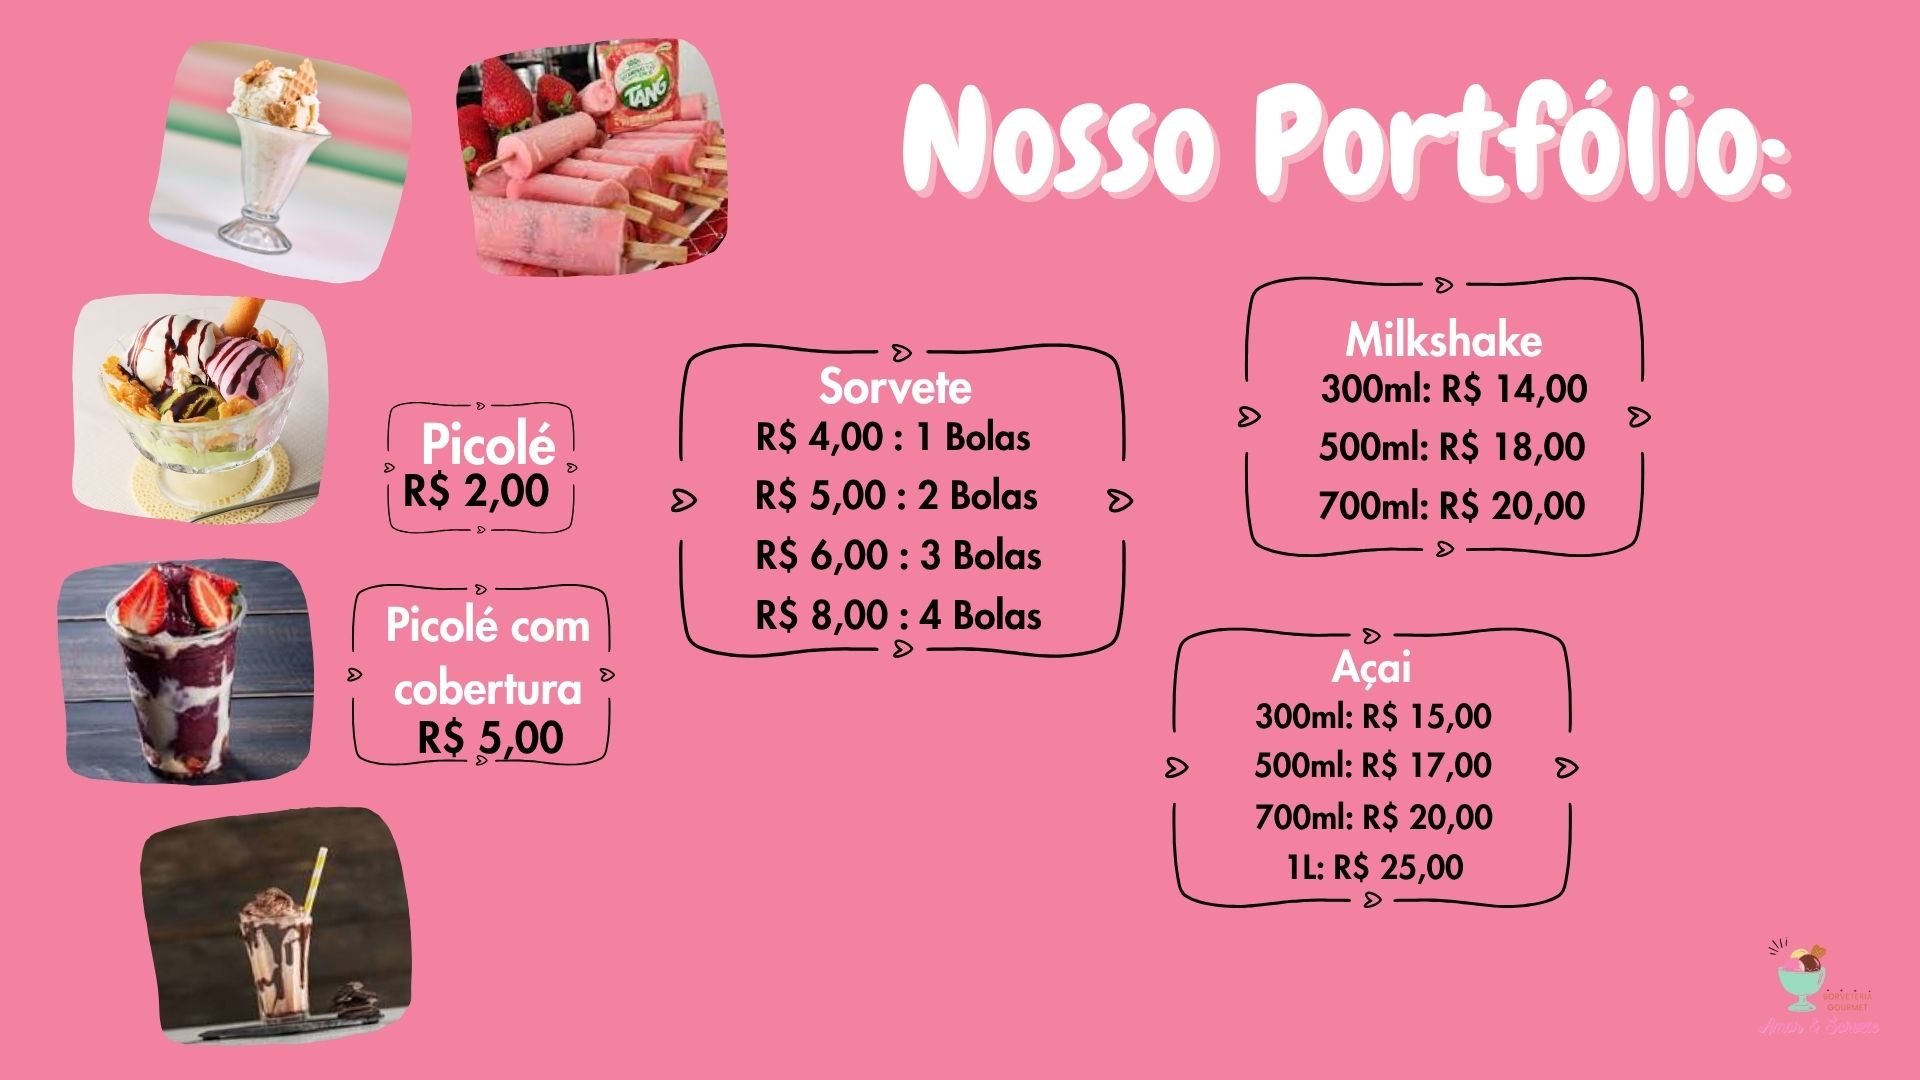 Nosso Portfólio:
TANG
Picolé
R$ 2,00
Picolé com
cobertura
R$ 5,00
Sorvete
R$ 4,00 : 1 Bolas
R$ 5,00 : 2 Bolas
R$ 6,00 : 3 Bolas
R$ 8,00 : 4 Bolas
Milkshake
300ml: R$ 14,00
500ml: R$ 18,00
700ml: R$ 20,00
Açai
300ml: R$ 15,00
500ml: R$ 17,00
700ml: R$ 20,00
1L: R$ 25,00
SORVETERIA
GOURMET
Amor & Sorvete